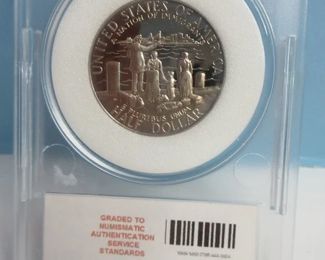 UNITED STATES OF AMERICA
A NATION OF IMMIGRANTS
E PLURIBUS UNUM
HALF DOLLAR
GRADED TO
NUMISMATIC
AUTHENTICATION
SERVICE
STANDARDS